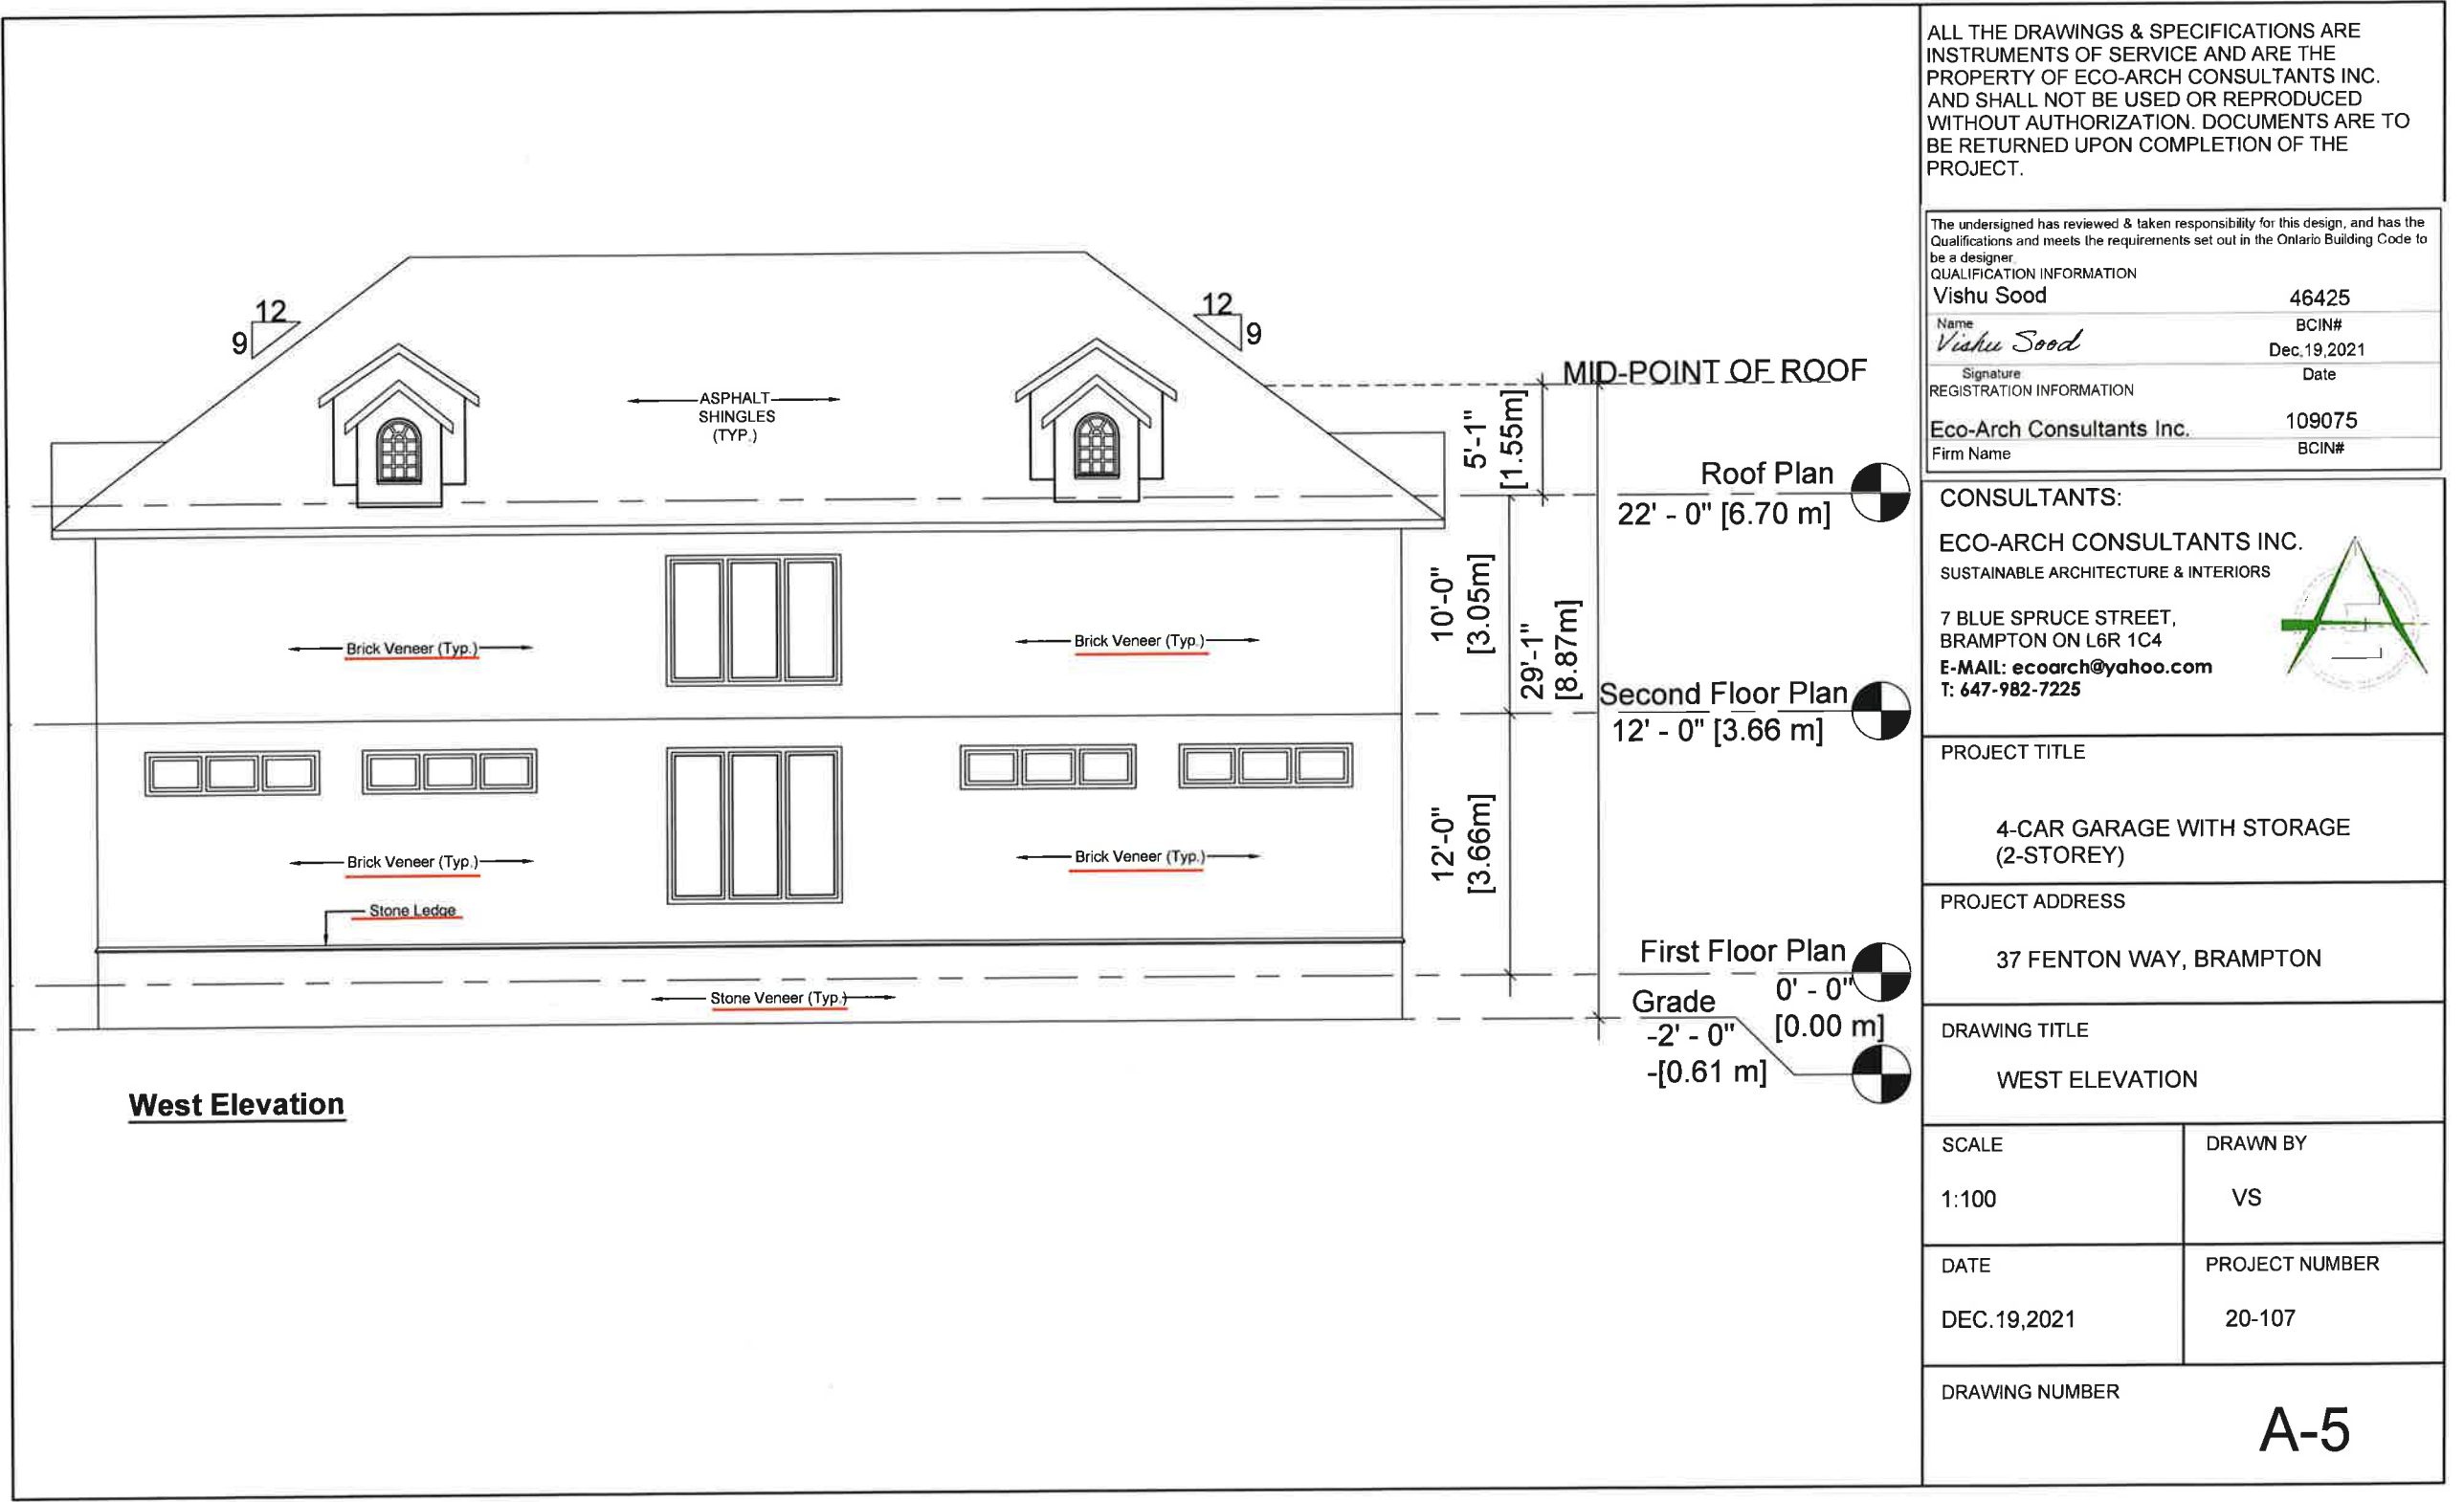 ALL THE DRAWINGS & SPECIFICATIONS ARE
INSTRUMENTS OF SERVICE AND ARE THE
PROPERTY OF ECO-ARCH CONSULTANTS INC.
AND SHALL NOT BE USED OR REPRODUCED
WITHOUT AUTHORIZATION. DOCUMENTS ARE TO
BE RETURNED UPON COMPLETION OF THE
PROJECT.
The undersigned has reviewed & taken responsibility for this design, and has the
Qualifications and meets the requirements set out in the Ontario Building Code to
be a designer
QUALIFICATION INFORMATION
Vishu Sood 46425
Name BCIN#
Vishu Sood Dec.19,2021
Signature Date
REGISTRATION INFORMATION
Eco-Arch Consultants Inc. 109075
Firm Name BCIN#
CONSULTANTS:
ECO-ARCH CONSULTANTS INC.
SUSTAINABLE ARCHITECTURE & INTERIORS
7 BLUE SPRUCE STREET,
BRAMPTON ON L6R 1C4
E-MAIL: ecoarch@yahoo.com
T: 647-982-7225
PROJECT TITLE
4-CAR GARAGE WITH STORAGE
(2-STOREY)
PROJECT ADDRESS
37 FENTON WAY, BRAMPTON
DRAWING TITLE
WEST ELEVATION
SCALE
1:100
DRAWN BY
VS
DATE
DEC.19,2021
PROJECT NUMBER
20-107
DRAWING NUMBER
A-5
12
9
12
9
ASPHALT
SHINGLES
(TYP.)
MID-POINT OF ROOF
5'-1"
[1.55m]
Roof Plan
22' - 0" [6.70 m]
10'-0"
[3.05m]
29'-1"
[8.87m]
Brick Veneer (Typ.)
Brick Veneer (Typ.)
Second Floor Plan
12' - 0" [3.66 m]
12'-0"
[3.66m]
Brick Veneer (Typ.)
Brick Veneer (Typ.)
Stone Ledge
First Floor Plan
0' - 0"
[0.00 m]
Stone Veneer (Typ.)
Grade
-2' - 0"
-[0.61 m]
West Elevation